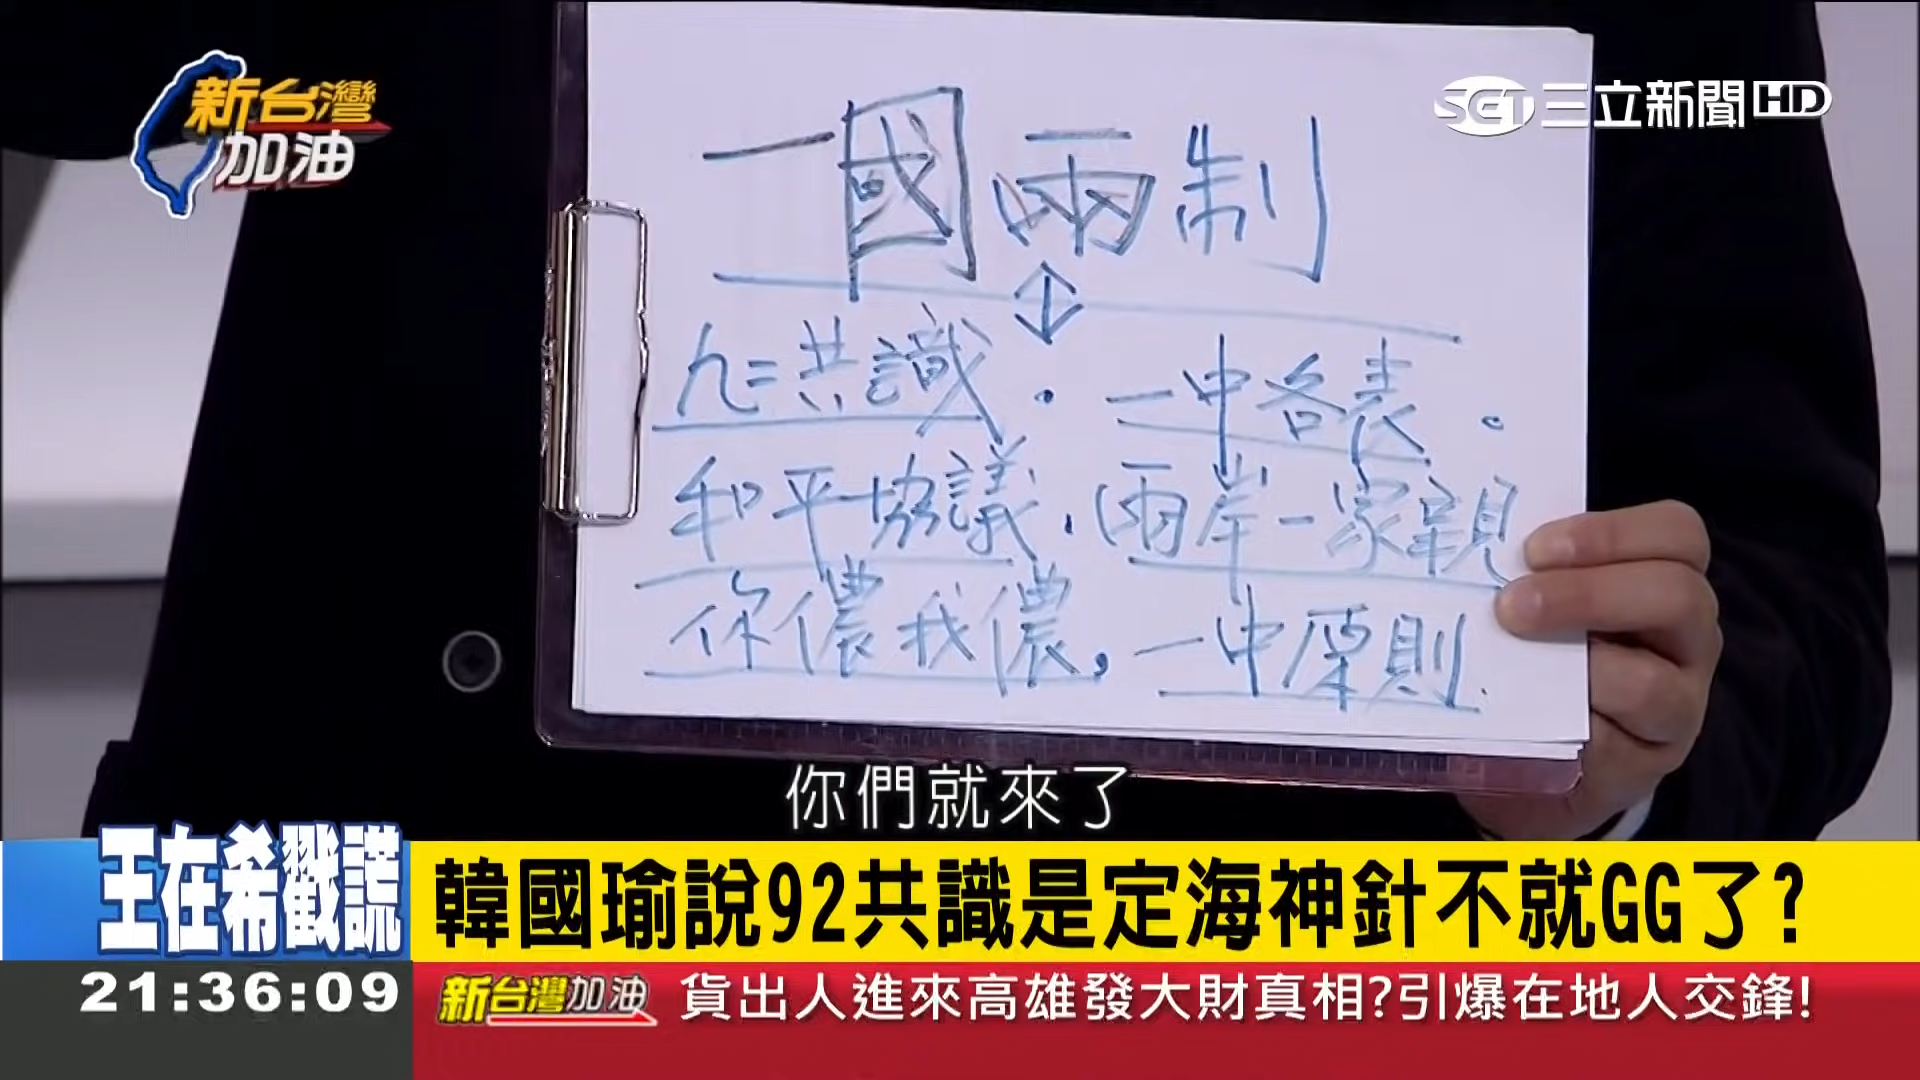 新台灣
加油
SET三立新聞HD
一國兩制
九二共識.一中各表.
和平協議.兩岸一家親
你儂我儂,一中原則.
你們就來了
王在希戳謊
韓國瑜說92共識是定海神針不就GG了?
21:36:09
新台灣加油
貨出人進來高雄發大財真相?引爆在地人交鋒!